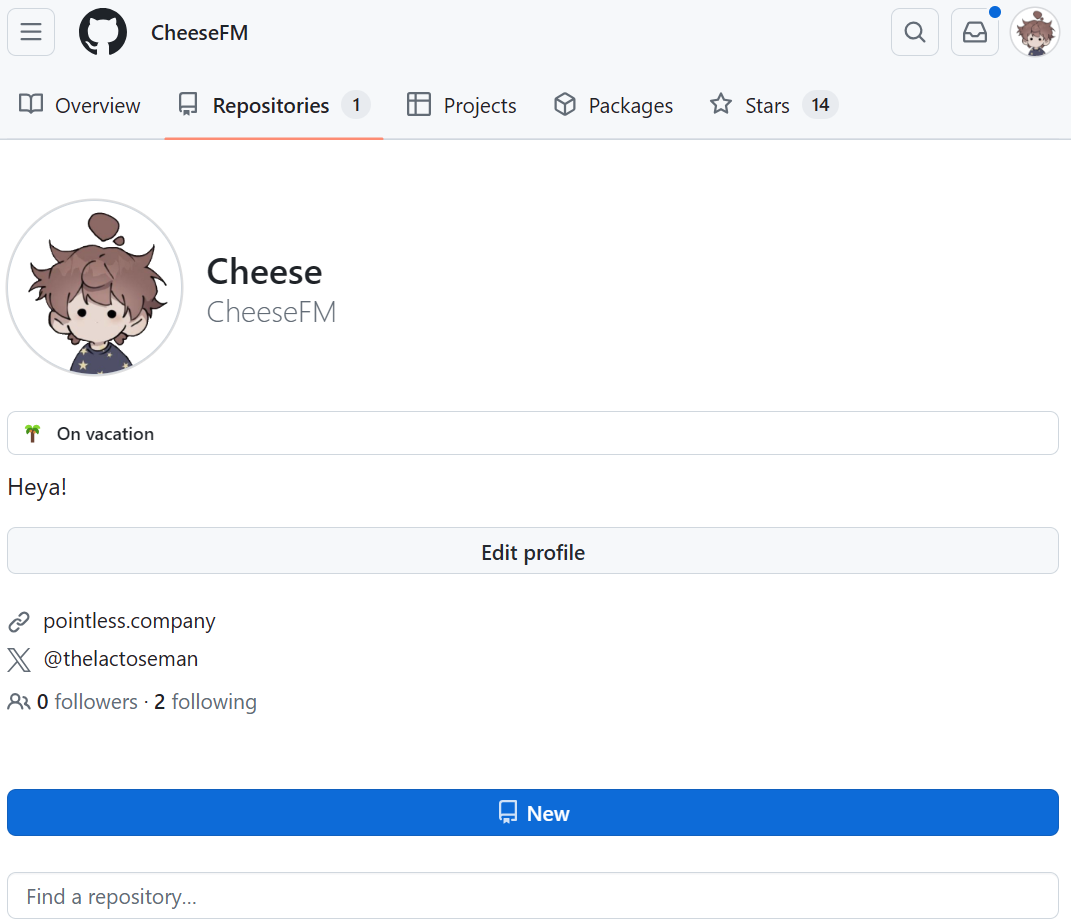 CheeseFM
Overview Repositories 1 Projects Packages Stars 14
Cheese
CheeseFM
On vacation
Heya!
Edit profile
pointless.company
@thelactoseman
0 followers · 2 following
New
Find a repository...